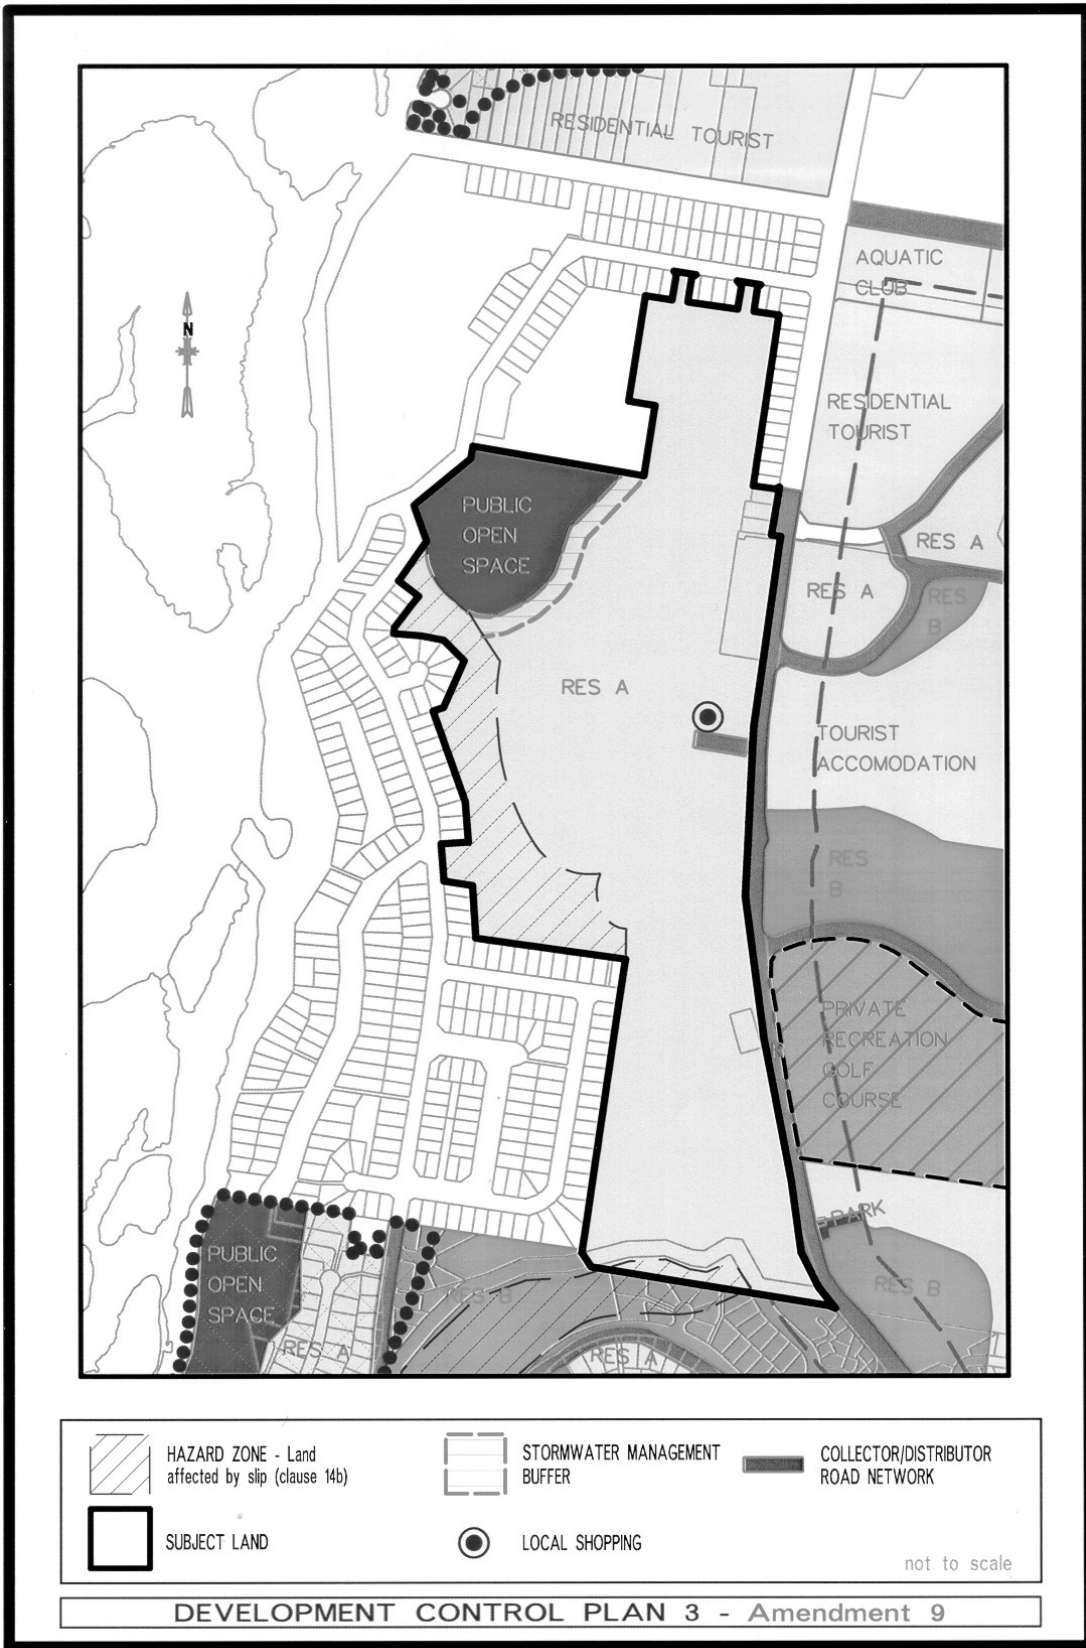 RESIDENTIAL TOURIST
AQUATIC
CLUB
N
RESIDENTIAL
TOURIST
PUBLIC
OPEN
SPACE
RES A
RES A
RES
B
RES A
TOURIST
ACCOMODATION
RES
B
PRIVATE
RECREATION
GOLF
COURSE
PARK
PUBLIC
OPEN
SPACE
RES B
RES B
RES A
RES A
HAZARD ZONE - Land
affected by slip (clause 14b)
STORMWATER MANAGEMENT
BUFFER
COLLECTOR/DISTRIBUTOR
ROAD NETWORK
SUBJECT LAND
LOCAL SHOPPING
not to scale
DEVELOPMENT CONTROL PLAN 3 - Amendment 9